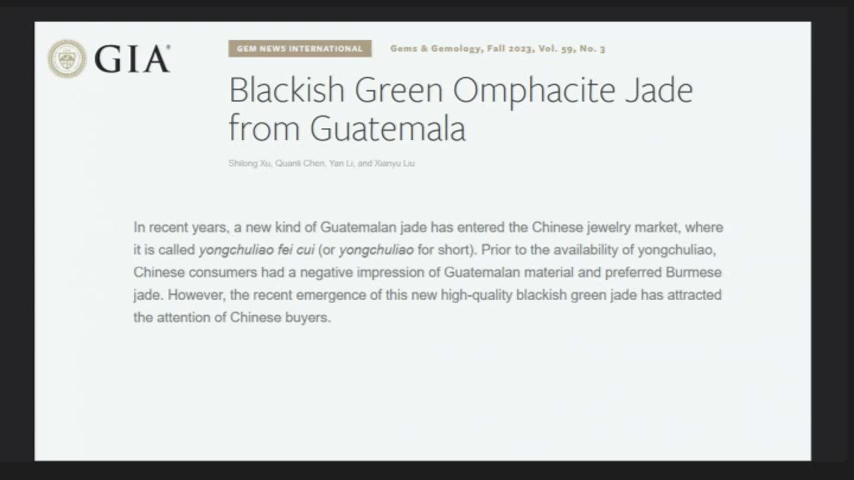 GIA®
GEM NEWS INTERNATIONAL
Gems & Gemology, Fall 2023, Vol. 59, No. 3
Blackish Green Omphacite Jade
from Guatemala
Shilong Xu, Quanli Chen, Yan Li, and Xianyu Liu
In recent years, a new kind of Guatemalan jade has entered the Chinese jewelry market, where
it is called yongchuliao fei cui (or yongchuliao for short). Prior to the availability of yongchuliao,
Chinese consumers had a negative impression of Guatemalan material and preferred Burmese
jade. However, the recent emergence of this new high-quality blackish green jade has attracted
the attention of Chinese buyers.